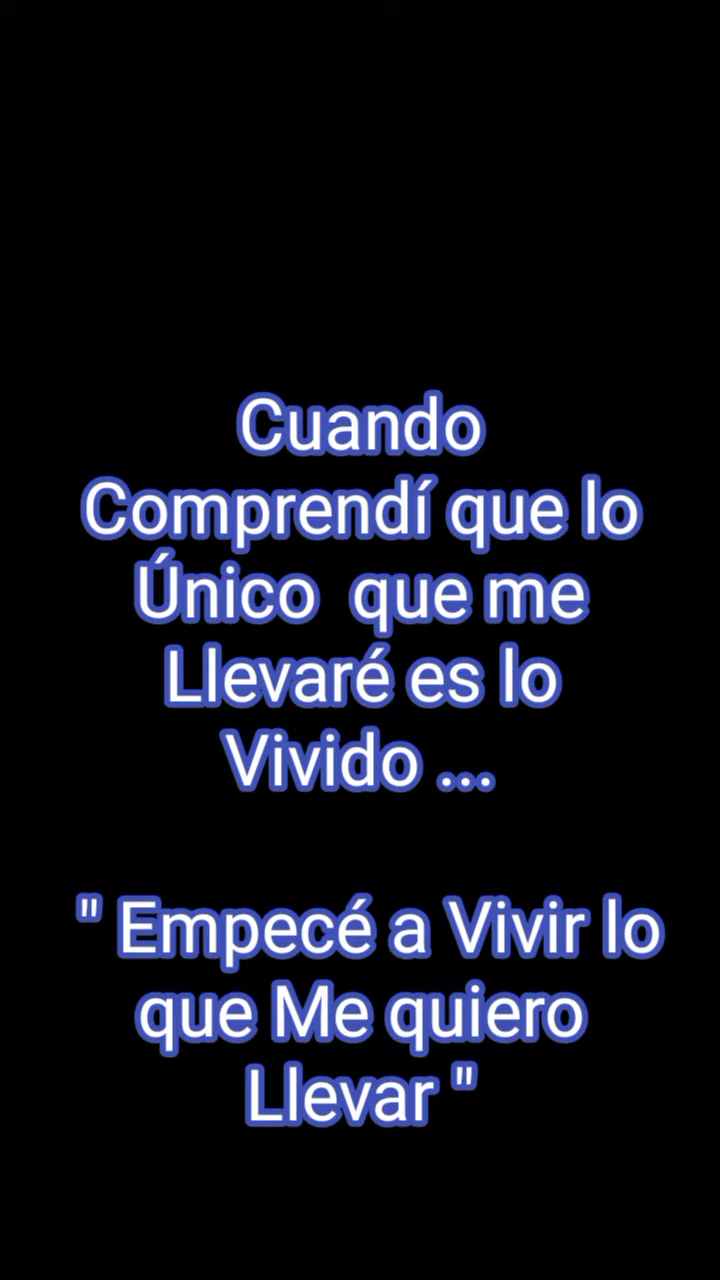 Cuando
Comprendí que lo
Único  que me
Llevaré es lo
Vivido ...
" Empecé a Vivir lo
que Me quiero
Llevar "